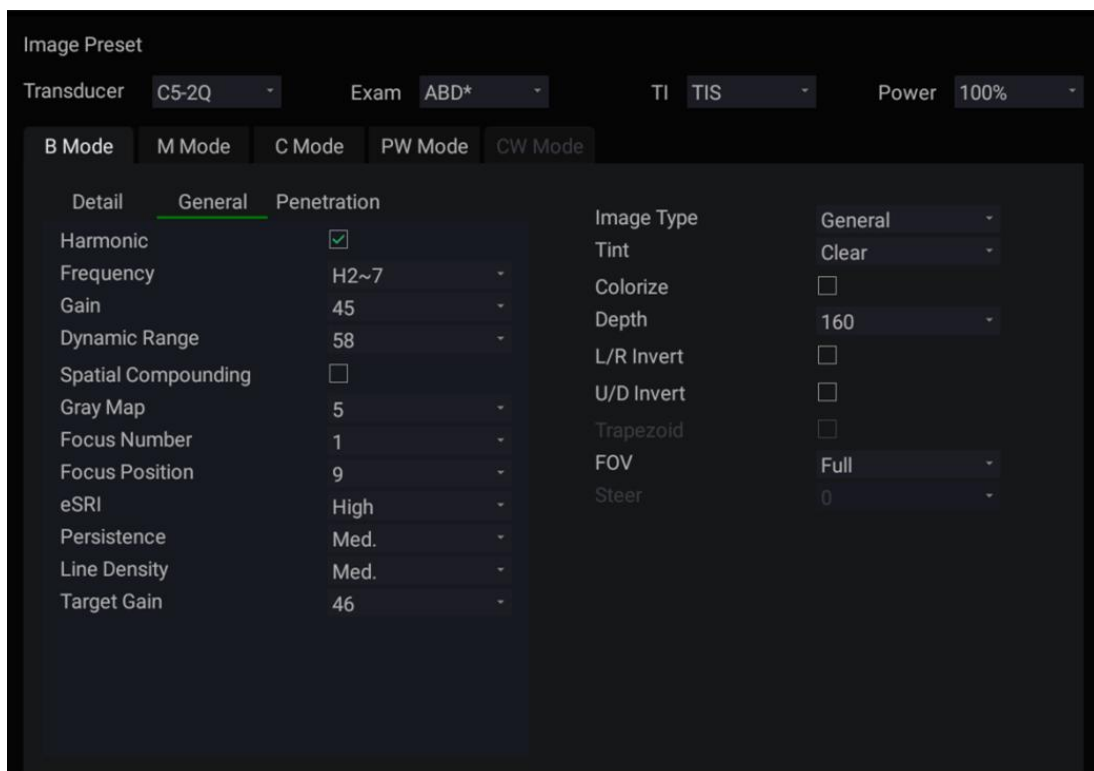 Image Preset
Transducer C5-2Q Exam ABD* TI TIS Power 100%
B Mode M Mode C Mode PW Mode CW Mode
Detail General Penetration
Harmonic
Frequency H2~7
Gain 45
Dynamic Range 58
Spatial Compounding
Gray Map 5
Focus Number 1
Focus Position 9
eSRI High
Persistence Med.
Line Density Med.
Target Gain 46
Image Type General
Tint Clear
Colorize
Depth 160
L/R Invert
U/D Invert
Trapezoid
FOV Full
Steer 0